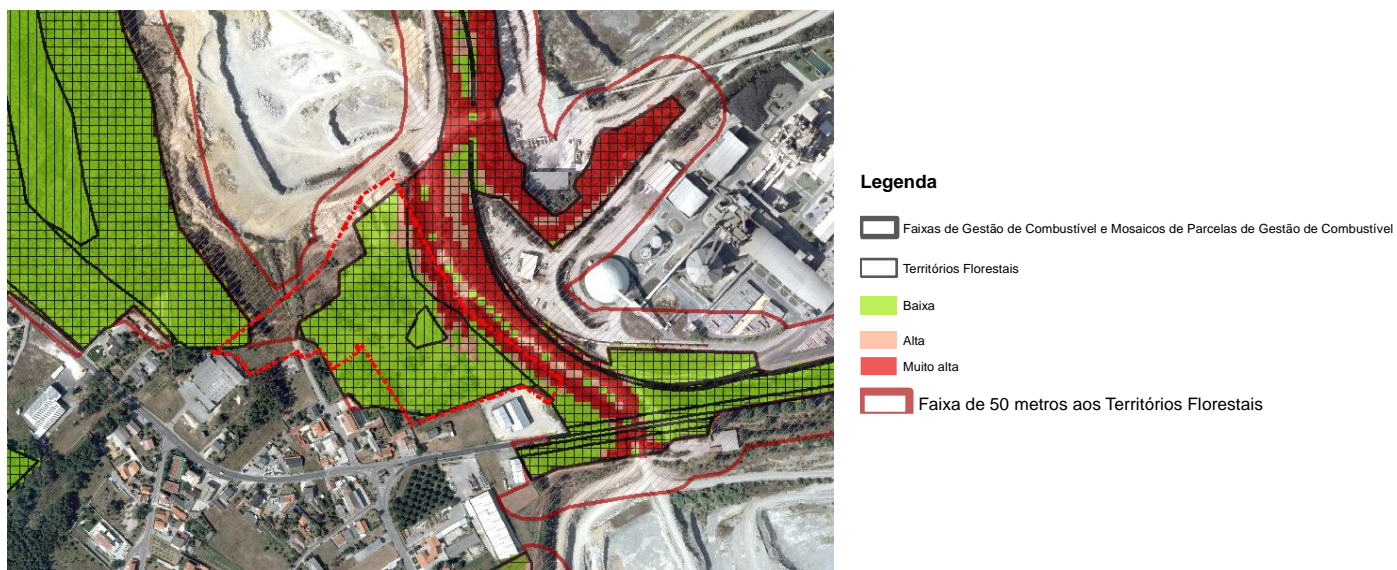 Legenda
Faixas de Gestão de Combustível e Mosaicos de Parcelas de Gestão de Combustível
Territórios Florestais
Baixa
Alta
Muito alta
Faixa de 50 metros aos Territórios Florestais